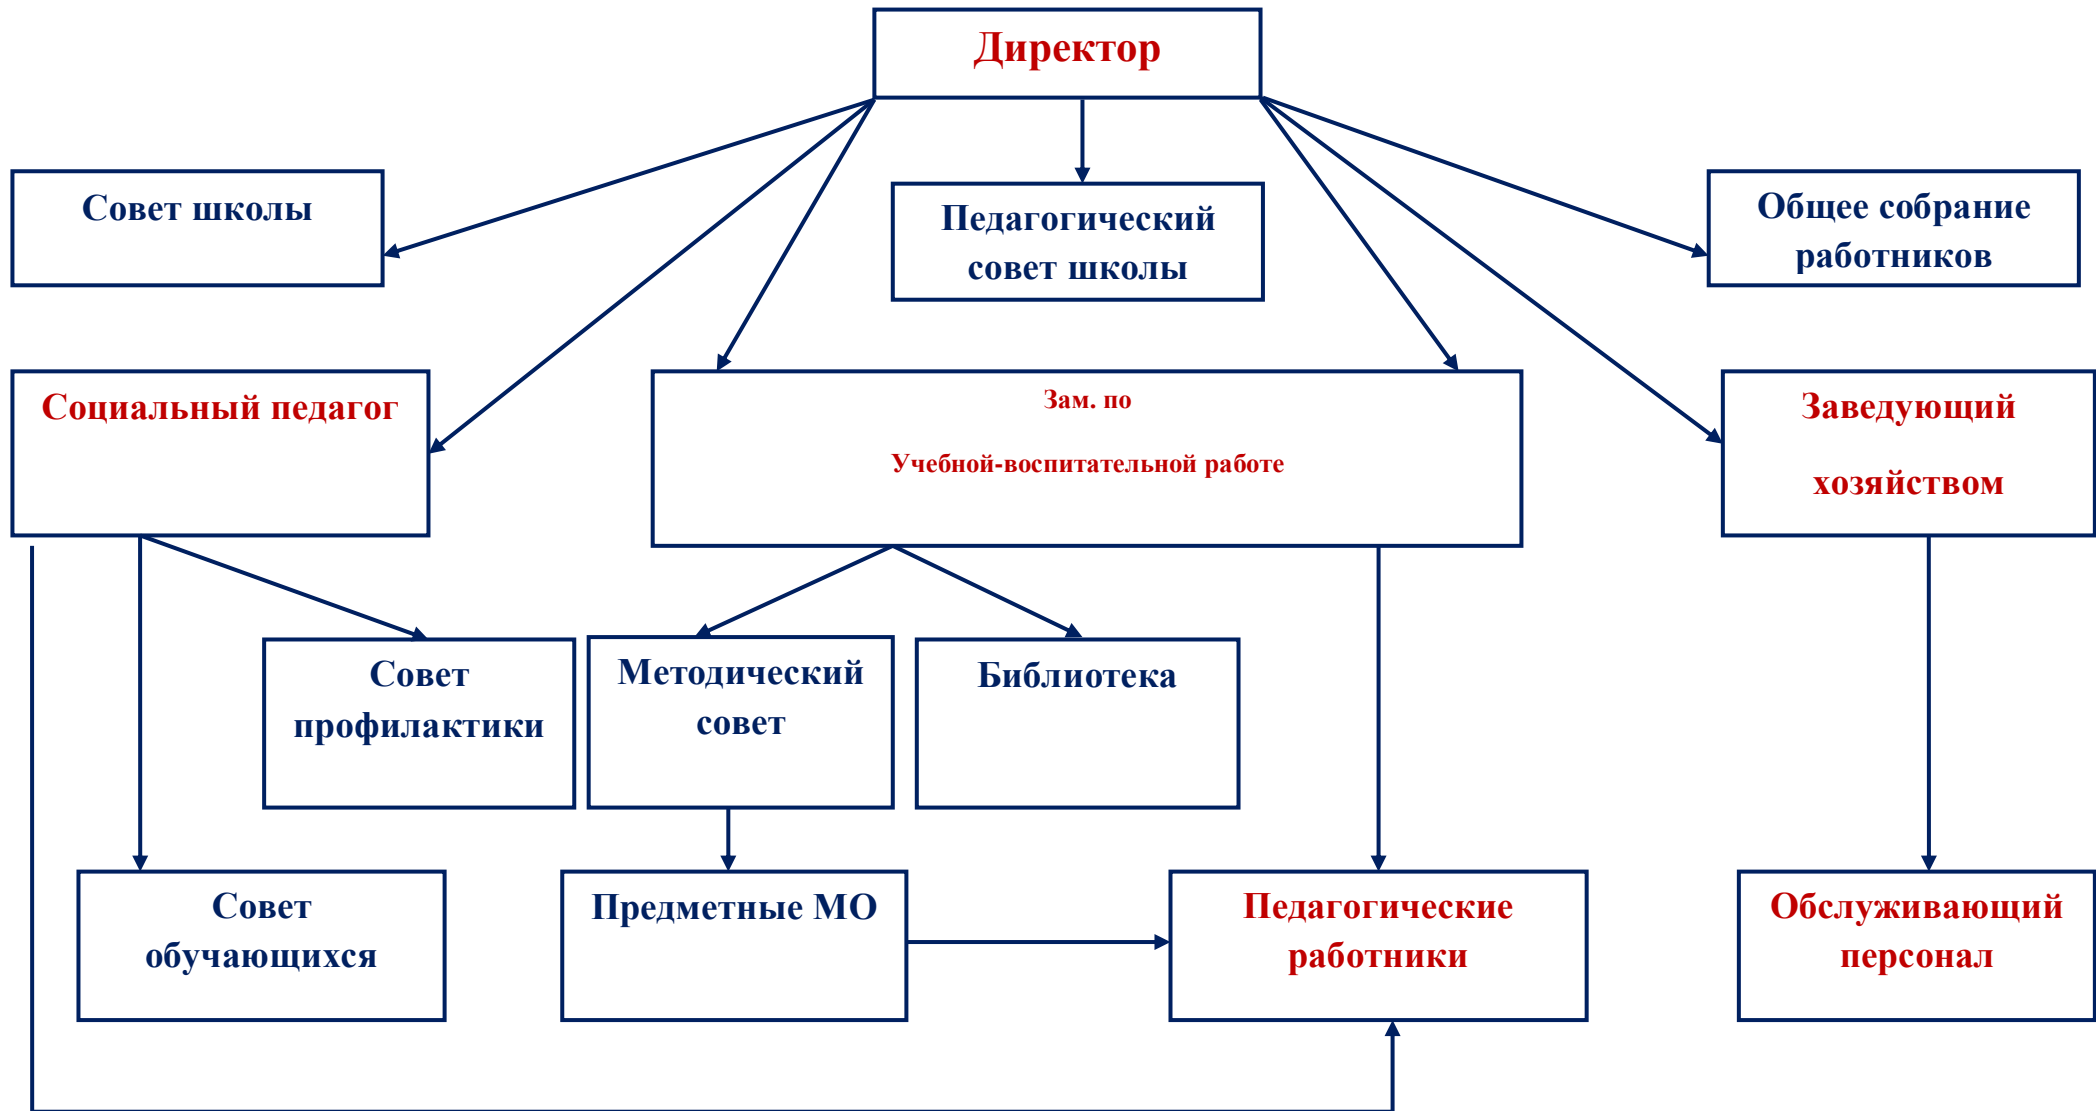 Директор
Совет школы
Педагогический
совет школы
Общее собрание
работников
Социальный педагог
Зам. по
Учебной-воспитательной работе
Заведующий
хозяйством
Совет
профилактики
Методический
совет
Библиотека
Совет
обучающихся
Предметные МО
Педагогические
работники
Обслуживающий
персонал